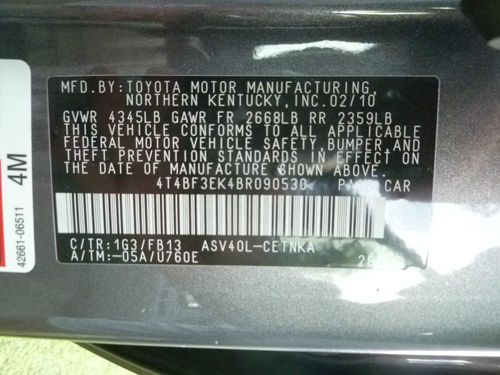 MFD.BY: TOYOTA MOTOR MANUFACTURING,
NORTHERN KENTUCKY, INC. 02/10
GVWR 4345LB GAWR FR 2668LB RR 2359LB
THIS VEHICLE CONFORMS TO ALL APPLICABLE
FEDERAL MOTOR VEHICLE SAFETY, BUMPER, AND
THEFT PREVENTION STANDARDS IN EFFECT ON
THE DATE OF MANUFACTURE SHOWN ABOVE.
4T4BF3EK4BR090530 PASS CAR
C/TR: 1G3/FB13 ASV40L-CETNKA
A/TM:-05A/U760E
4M
42661-06511